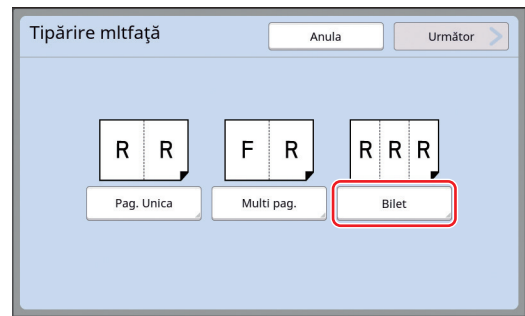 Tipărire mltfaţă
Anula
Următor
R R
F R
R R R
Pag. Unica
Multi pag.
Bilet